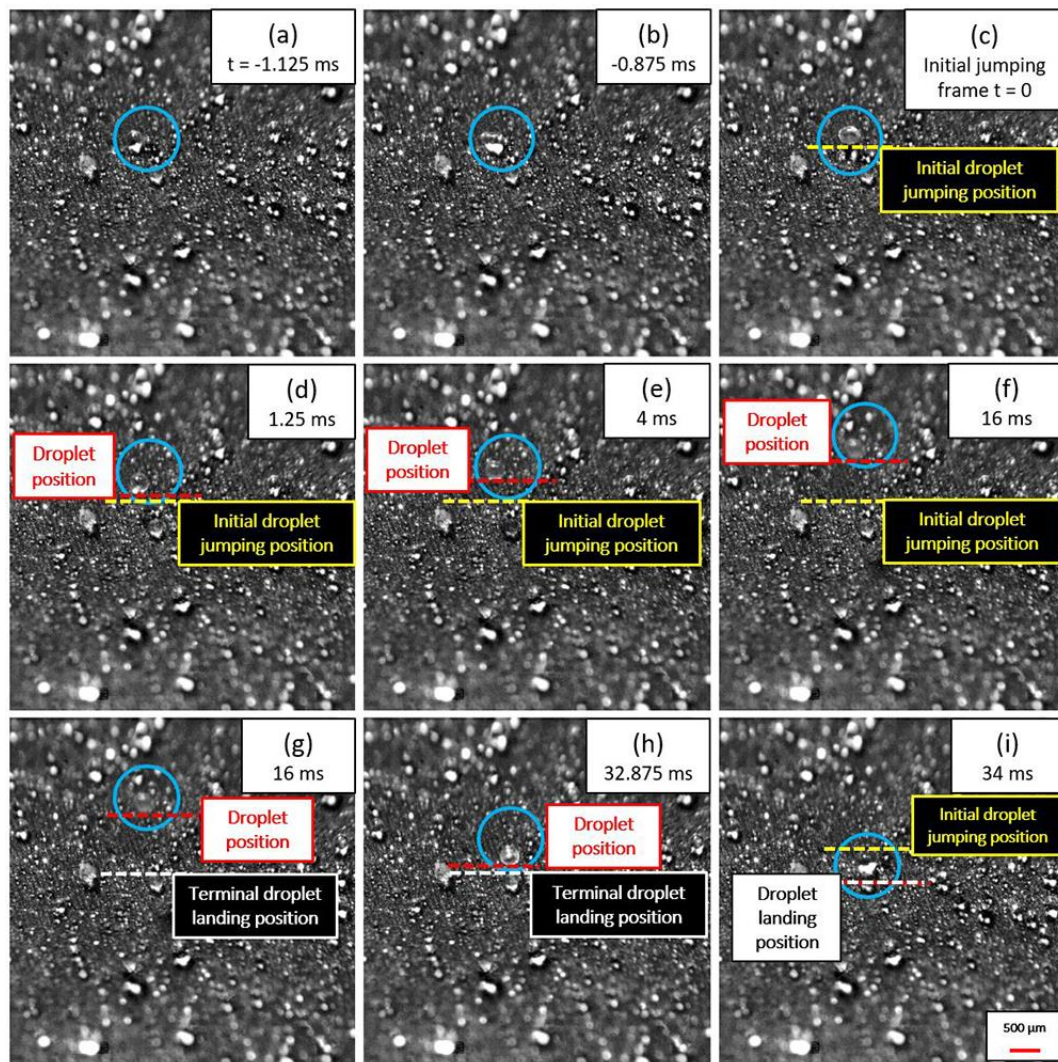 (a)
t = -1.125 ms
(b)
-0.875 ms
(c)
Initial jumping
frame t = 0
Initial droplet
jumping position
(d)
1.25 ms
Droplet
position
Initial droplet
jumping position
(e)
4 ms
Droplet
position
Initial droplet
jumping position
(f)
16 ms
Droplet
position
Initial droplet
jumping position
(g)
16 ms
Droplet
position
Terminal droplet
landing position
(h)
32.875 ms
Droplet
position
Terminal droplet
landing position
(i)
34 ms
Initial droplet
jumping position
Droplet
landing
position
500 µm